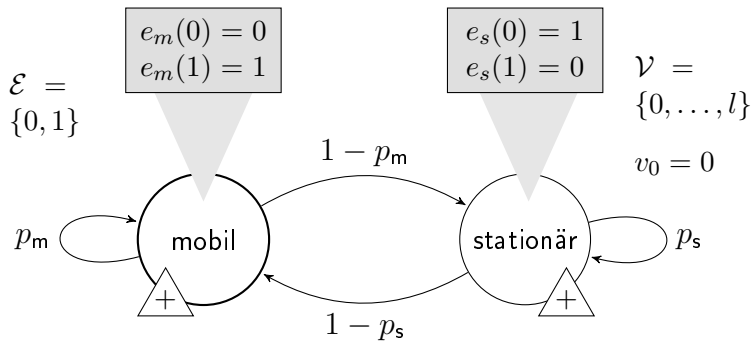 e_m(0) = 0
e_m(1) = 1
e_s(0) = 1
e_s(1) = 0
ℰ =
{0, 1}
𝒱 =
{0, . . . , l}
v_0 = 0
1 − p_m
p_m
mobil
stationär
p_s
+
+
1 − p_s